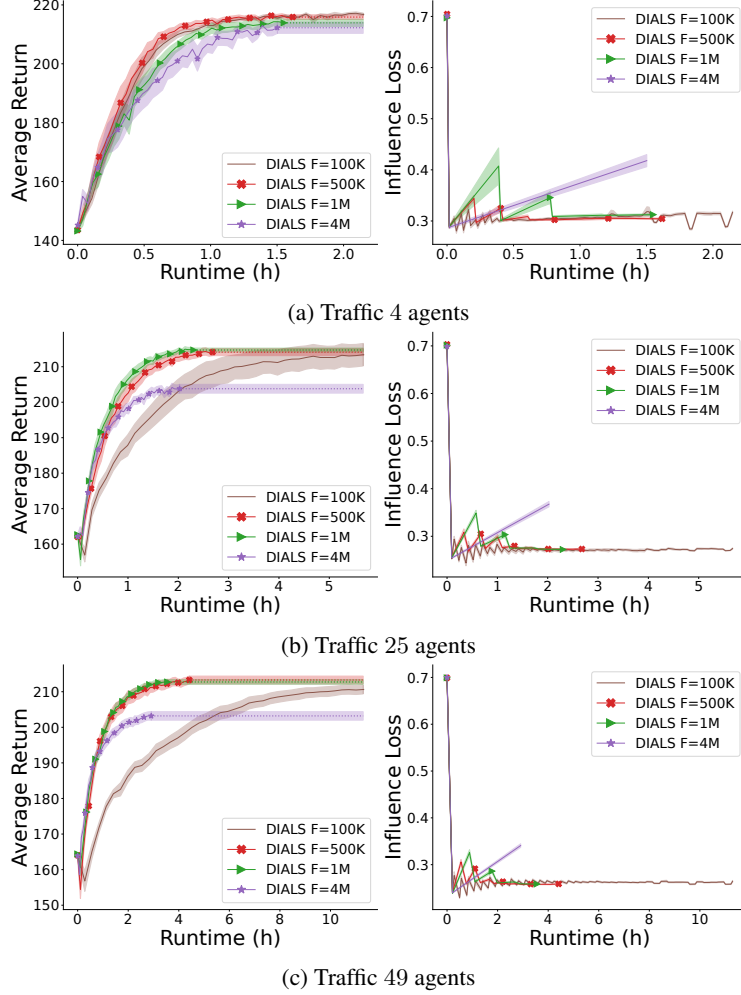 220
200
180
160
140
Average Return
DIALS F=100K
DIALS F=500K
DIALS F=1M
DIALS F=4M
0.0 0.5 1.0 1.5 2.0
Runtime (h)
0.7
0.6
0.5
0.4
0.3
Influence Loss
DIALS F=100K
DIALS F=500K
DIALS F=1M
DIALS F=4M
0.0 0.5 1.0 1.5 2.0
Runtime (h)
(a) Traffic 4 agents
210
200
190
180
170
160
Average Return
DIALS F=100K
DIALS F=500K
DIALS F=1M
DIALS F=4M
0 1 2 3 4 5
Runtime (h)
0.7
0.6
0.5
0.4
0.3
Influence Loss
DIALS F=100K
DIALS F=500K
DIALS F=1M
DIALS F=4M
0 1 2 3 4 5
Runtime (h)
(b) Traffic 25 agents
210
200
190
180
170
160
150
Average Return
DIALS F=100K
DIALS F=500K
DIALS F=1M
DIALS F=4M
0 2 4 6 8 10
Runtime (h)
0.7
0.6
0.5
0.4
0.3
Influence Loss
DIALS F=100K
DIALS F=500K
DIALS F=1M
DIALS F=4M
0 2 4 6 8 10
Runtime (h)
(c) Traffic 49 agents